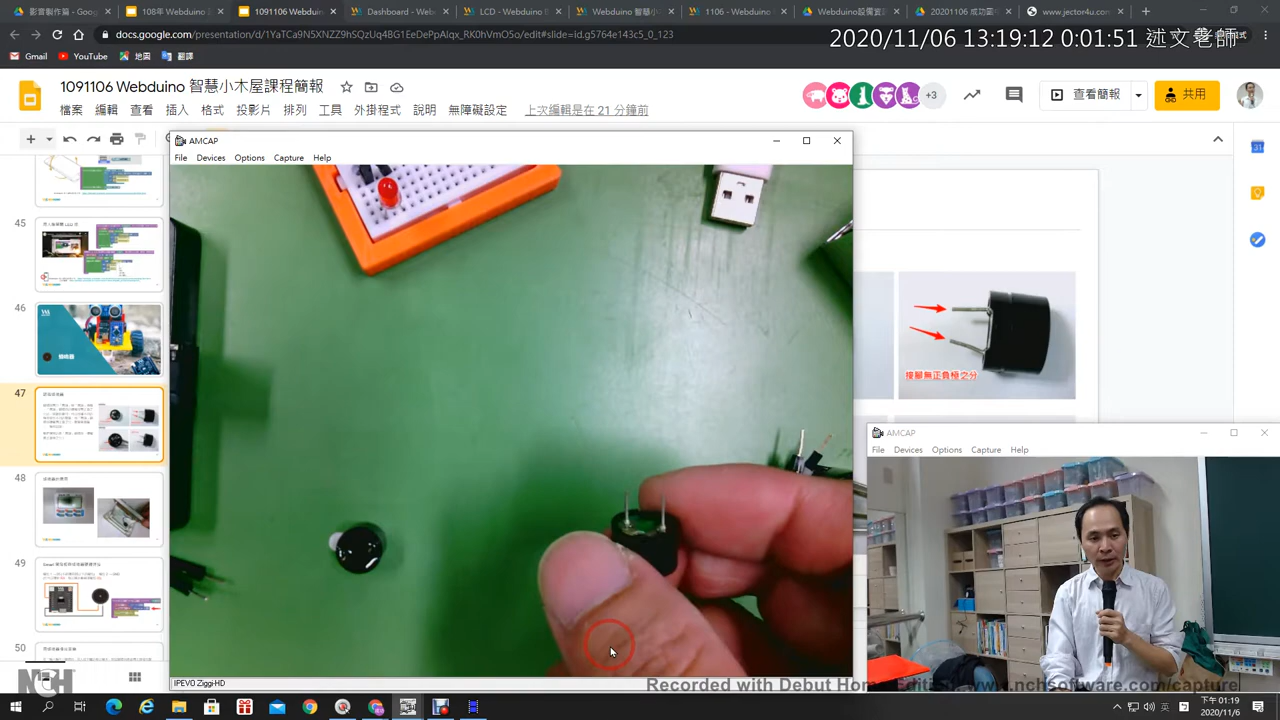 影音製作篇 - Goo
108年 Webduino
1091106 Webduin
Dashboard - Web
LCD - Webduino E
Webduino 智慧小
1106 - Webduino
Webduino設備資
20201106 成功國
www.jector4u.com
docs.google.com/presentation/d/1YaTCa9N5XNZZ9hSQzUq4BG1EeDePpAIqx_RK0hVmO5o/edit#slide=id.g5764e143c5_0_123
2020/11/06 13:19:12 0:01:51 述文老師
Gmail
YouTube
地圖
翻譯
1091106 Webduino 智慧小木屋課程簡報
+3
查看簡報
共用
檔案 編輯 查看 插入 格式 投影片 排列 工具 外掛程式 說明 無障礙設定 上次編輯是在 21 分鐘前
AMCAP
File Devices Options Capture Help
45
46
蜂鳴器
47
48
49
50
接腳無正負極之分
AMCAP
File Devices Options Capture Help
IPEVO Ziggi-HD
NCH
Recorded with Debut Home Edition www.nchsoftware.com/capture
英
下午 01:19
2020/11/6